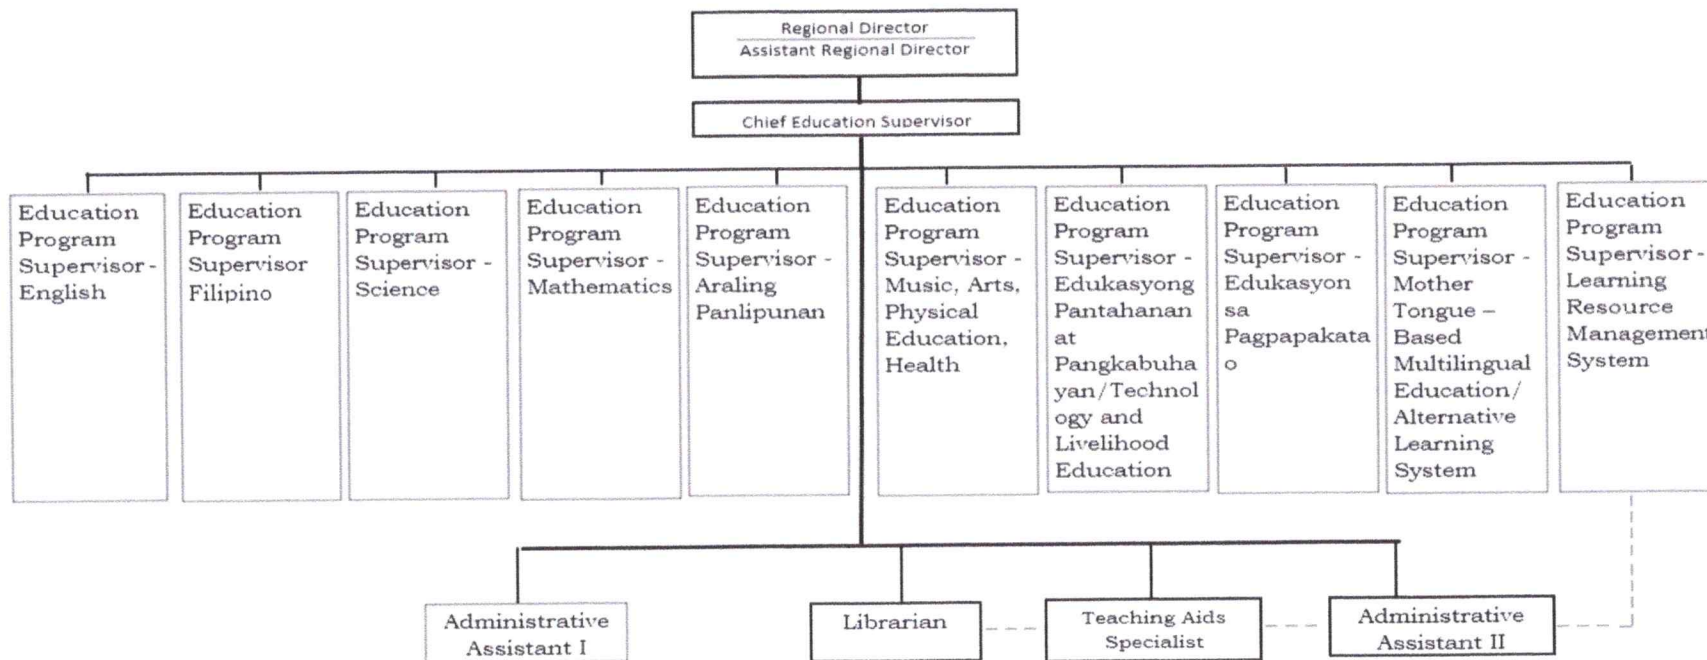 Regional Director
Assistant Regional Director
Chief Education Supervisor
Education
Program
Supervisor -
English
Education
Program
Supervisor
Filipino
Education
Program
Supervisor -
Science
Education
Program
Supervisor -
Mathematics
Education
Program
Supervisor -
Araling
Panlipunan
Education
Program
Supervisor -
Music, Arts,
Physical
Education,
Health
Education
Program
Supervisor -
Edukasyong
Pantahanan
at
Pangkabuha
yan/Technol
ogy and
Livelihood
Education
Education
Program
Supervisor -
Edukasyon
sa
Pagpapakata
o
Education
Program
Supervisor -
Mother
Tongue –
Based
Multilingual
Education/
Alternative
Learning
System
Education
Program
Supervisor -
Learning
Resource
Management
System
Administrative
Assistant I
Librarian
Teaching Aids
Specialist
Administrative
Assistant II